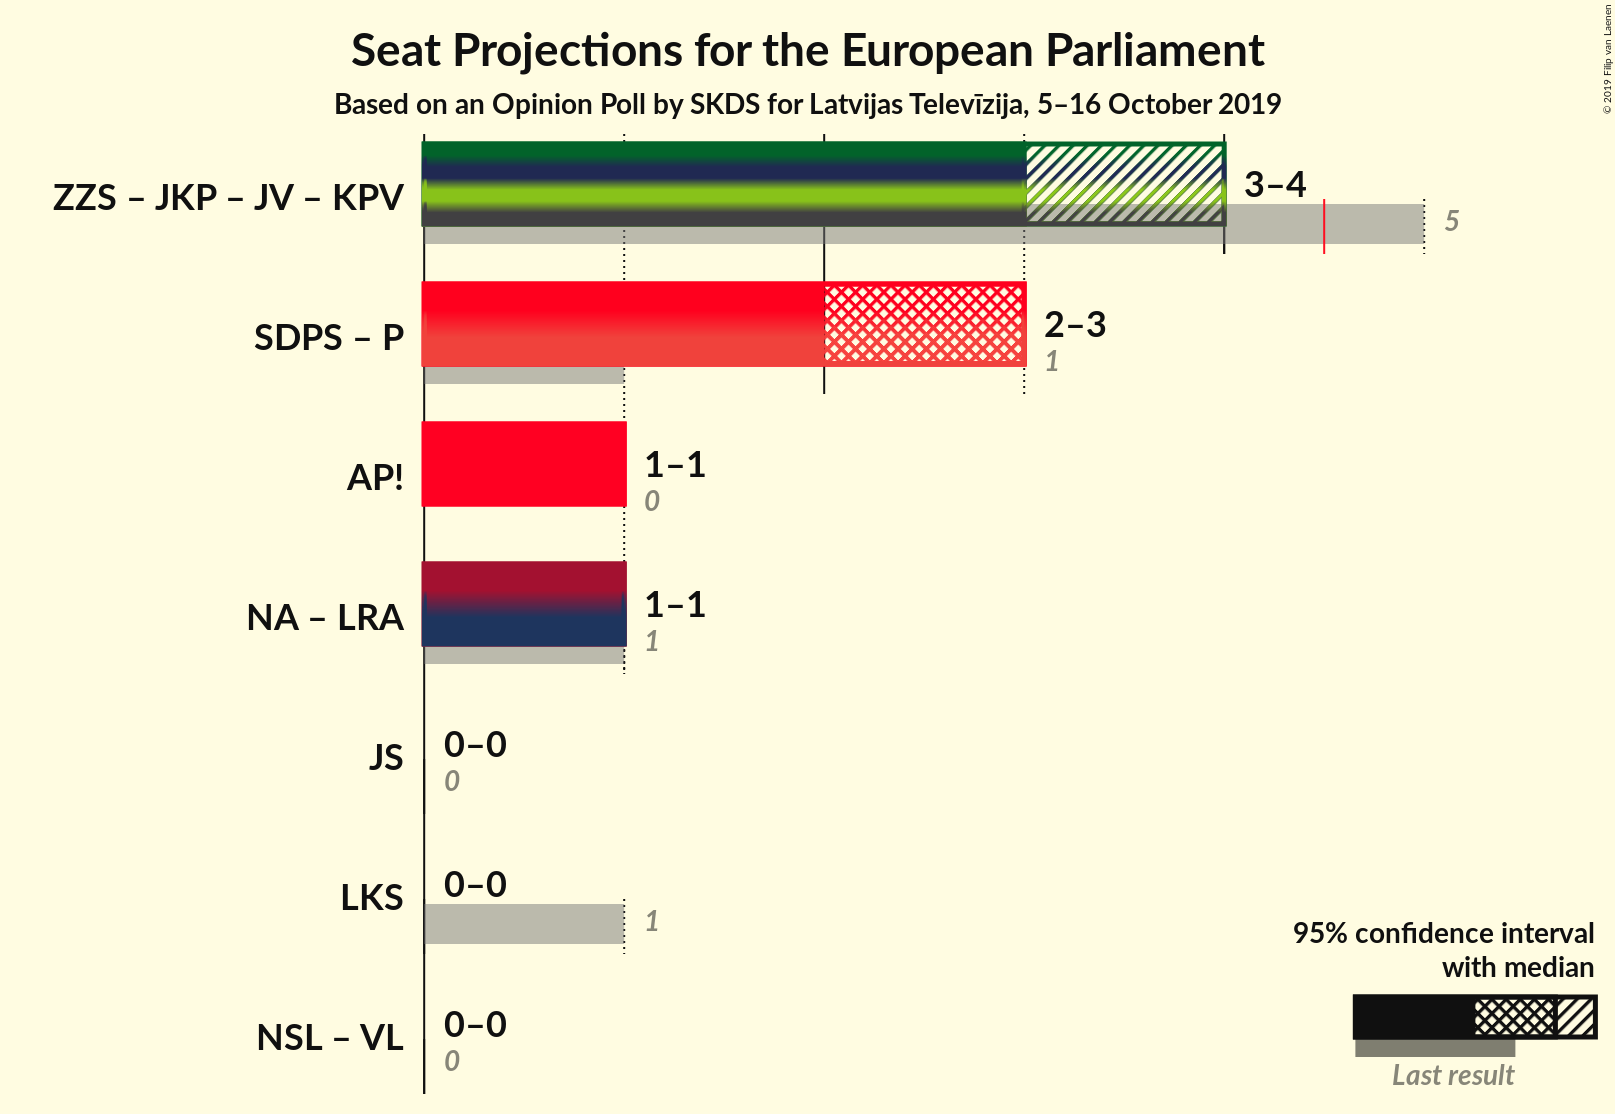 Seat Projections for the European Parliament
Based on an Opinion Poll by SKDS for Latvijas Televīzija, 5–16 October 2019
© 2019 Filip van Laenen
ZZS – JKP – JV – KPV
3–4
5
SDPS – P
2–3
1
AP!
1–1
0
NA – LRA
1–1
1
JS
0–0
0
LKS
0–0
1
NSL – VL
0–0
0
95% confidence interval
with median
Last result